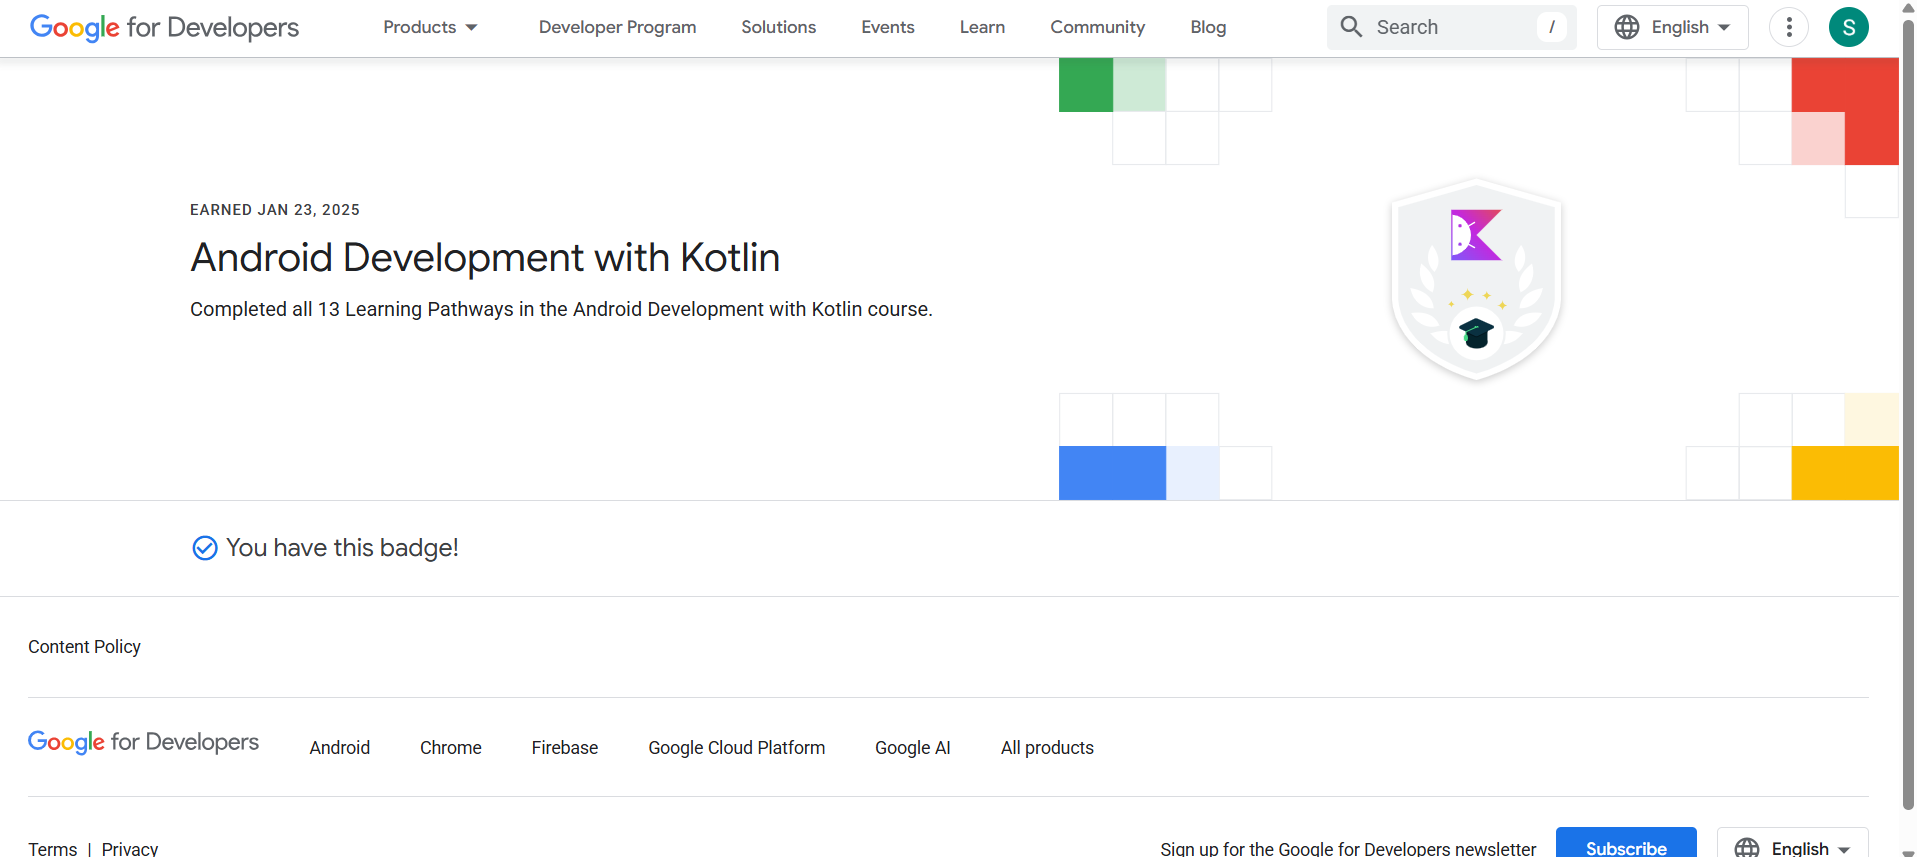 Google for Developers Products Developer Program Solutions Events Learn Community Blog Search / English S
EARNED JAN 23, 2025
Android Development with Kotlin
Completed all 13 Learning Pathways in the Android Development with Kotlin course.
You have this badge!
Content Policy
Google for Developers Android Chrome Firebase Google Cloud Platform Google AI All products
Terms | Privacy Sign up for the Google for Developers newsletter Subscribe English